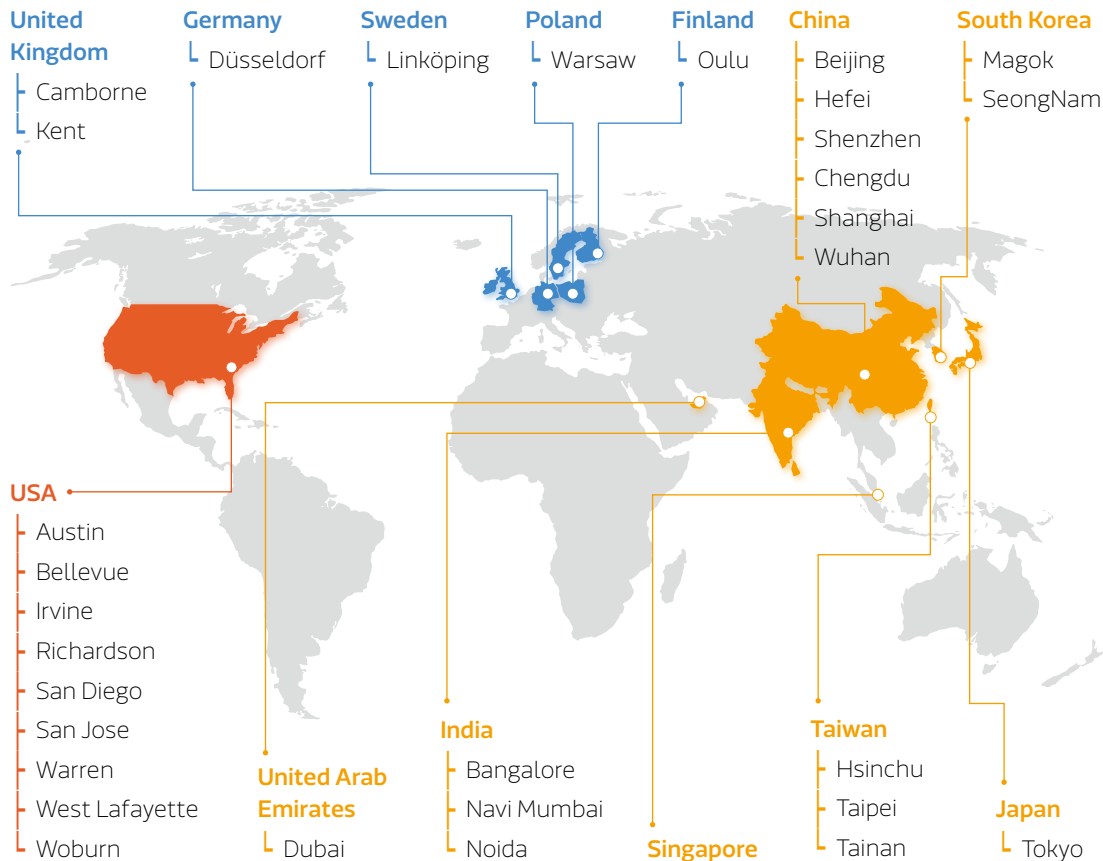 United
Kingdom
Camborne
Kent
Germany
Düsseldorf
Sweden
Linköping
Poland
Warsaw
Finland
Oulu
China
Beijing
Hefei
Shenzhen
Chengdu
Shanghai
Wuhan
South Korea
Magok
SeongNam
USA
Austin
Bellevue
Irvine
Richardson
San Diego
San Jose
Warren
West Lafayette
Woburn
United Arab
Emirates
Dubai
India
Bangalore
Navi Mumbai
Noida
Singapore
Taiwan
Hsinchu
Taipei
Tainan
Japan
Tokyo